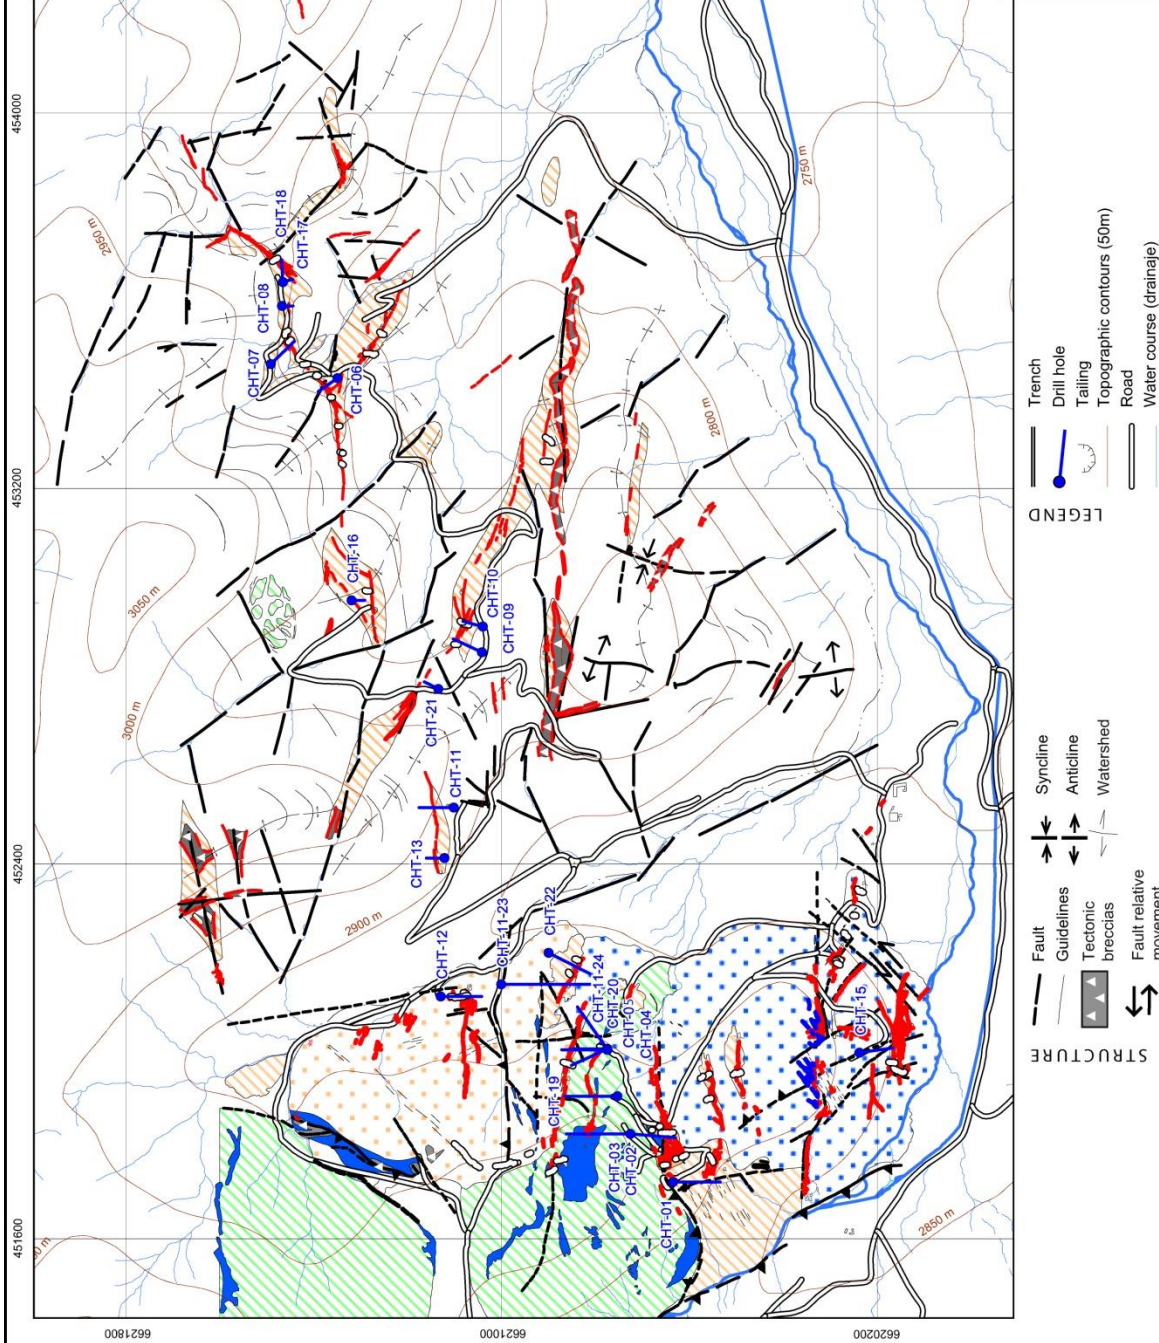 454000
453200
452400
451600
6621800
6621000
6620200
2950 m
3050 m
3000 m
2900 m
2750 m
2800 m
2850 m
CHT-18
CHT-17
CHT-08
CHT-07
CHT-06
CHT-16
CHT-10
CHT-09
CHT-21
CHT-11
CHT-13
CHT-12
CHT-11-23
CHT-22
CHT-11-24
CHT-20
CHT-05
CHT-04
CHT-19
CHT-03
CHT-02
CHT-01
CHT-15
LEGEND
Trench
Drill hole
Tailing
Topographic contours (50m)
Road
Water course (drainaje)
STRUCTURE
Fault
Guidelines
Tectonic
breccias
Fault relative
movement
Syncline
Anticline
Watershed